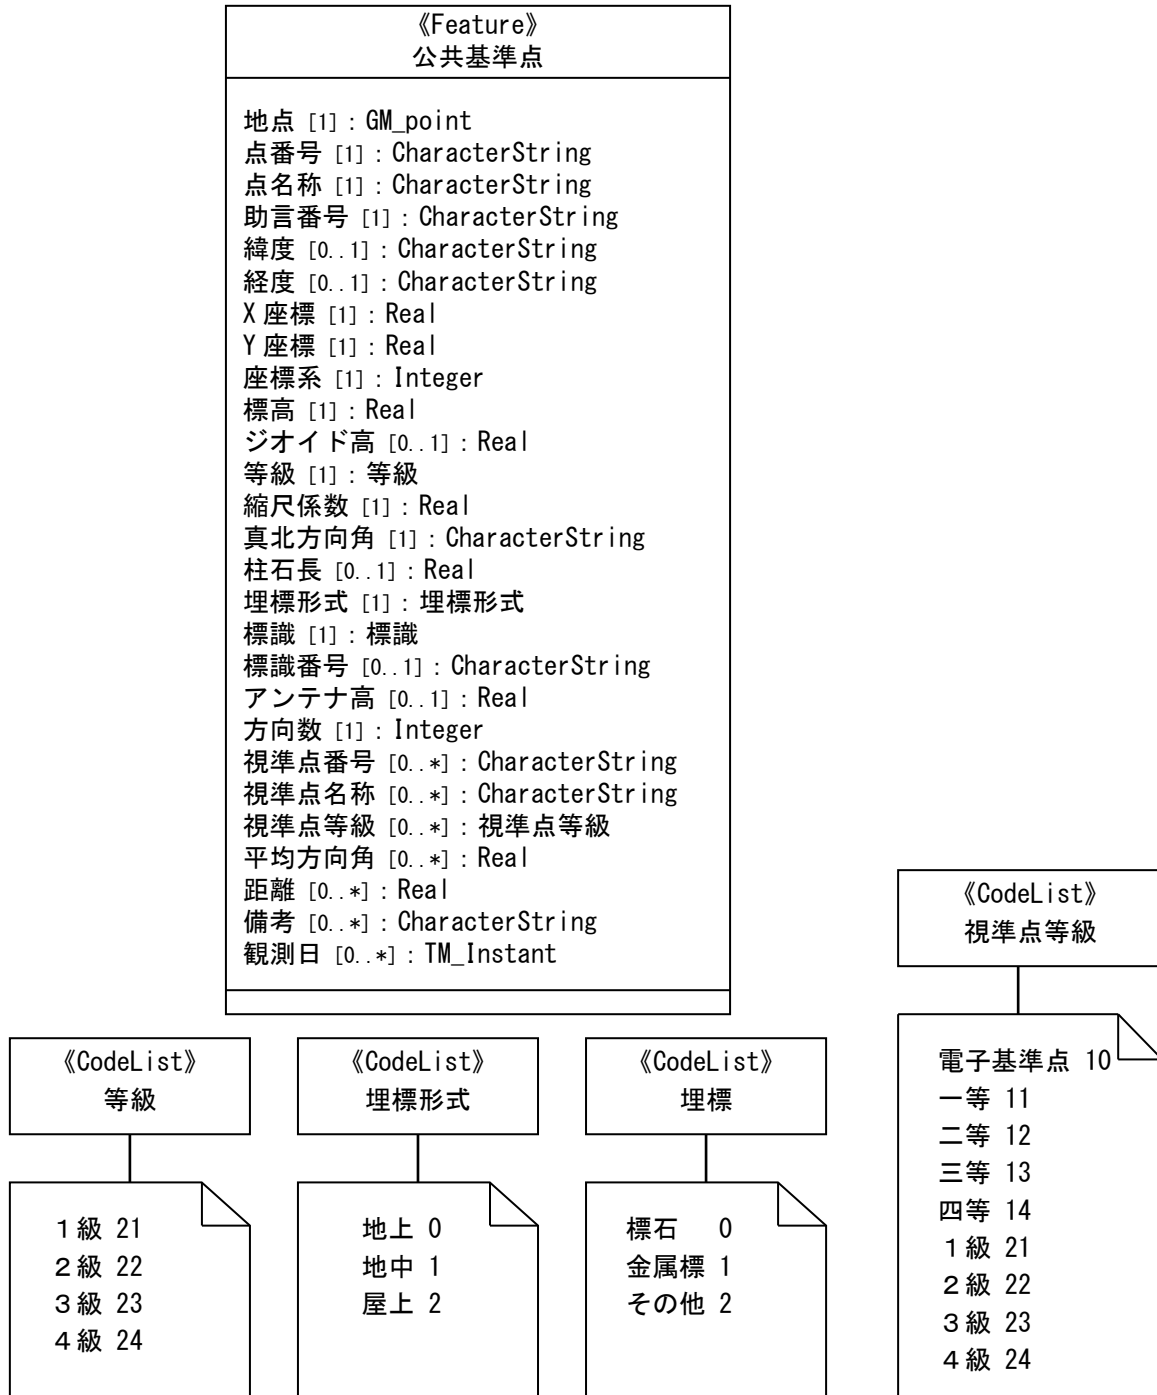 《Feature》
公共基準点
地点 [1] : GM_point
点番号 [1] : CharacterString
点名称 [1] : CharacterString
助言番号 [1] : CharacterString
緯度 [0..1] : CharacterString
経度 [0..1] : CharacterString
X座標 [1] : Real
Y座標 [1] : Real
座標系 [1] : Integer
標高 [1] : Real
ジオイド高 [0..1] : Real
等級 [1] : 等級
縮尺係数 [1] : Real
真北方向角 [1] : CharacterString
柱石長 [0..1] : Real
埋標形式 [1] : 埋標形式
標識 [1] : 標識
標識番号 [0..1] : CharacterString
アンテナ高 [0..1] : Real
方向数 [1] : Integer
視準点番号 [0..*] : CharacterString
視準点名称 [0..*] : CharacterString
視準点等級 [0..*] : 視準点等級
平均方向角 [0..*] : Real
距離 [0..*] : Real
備考 [0..*] : CharacterString
観測日 [0..*] : TM_Instant
《CodeList》
等級
1級 21
2級 22
3級 23
4級 24
《CodeList》
埋標形式
地上 0
地中 1
屋上 2
《CodeList》
埋標
標石 0
金属標 1
その他 2
《CodeList》
視準点等級
電子基準点 10
一等 11
二等 12
三等 13
四等 14
1級 21
2級 22
3級 23
4級 24